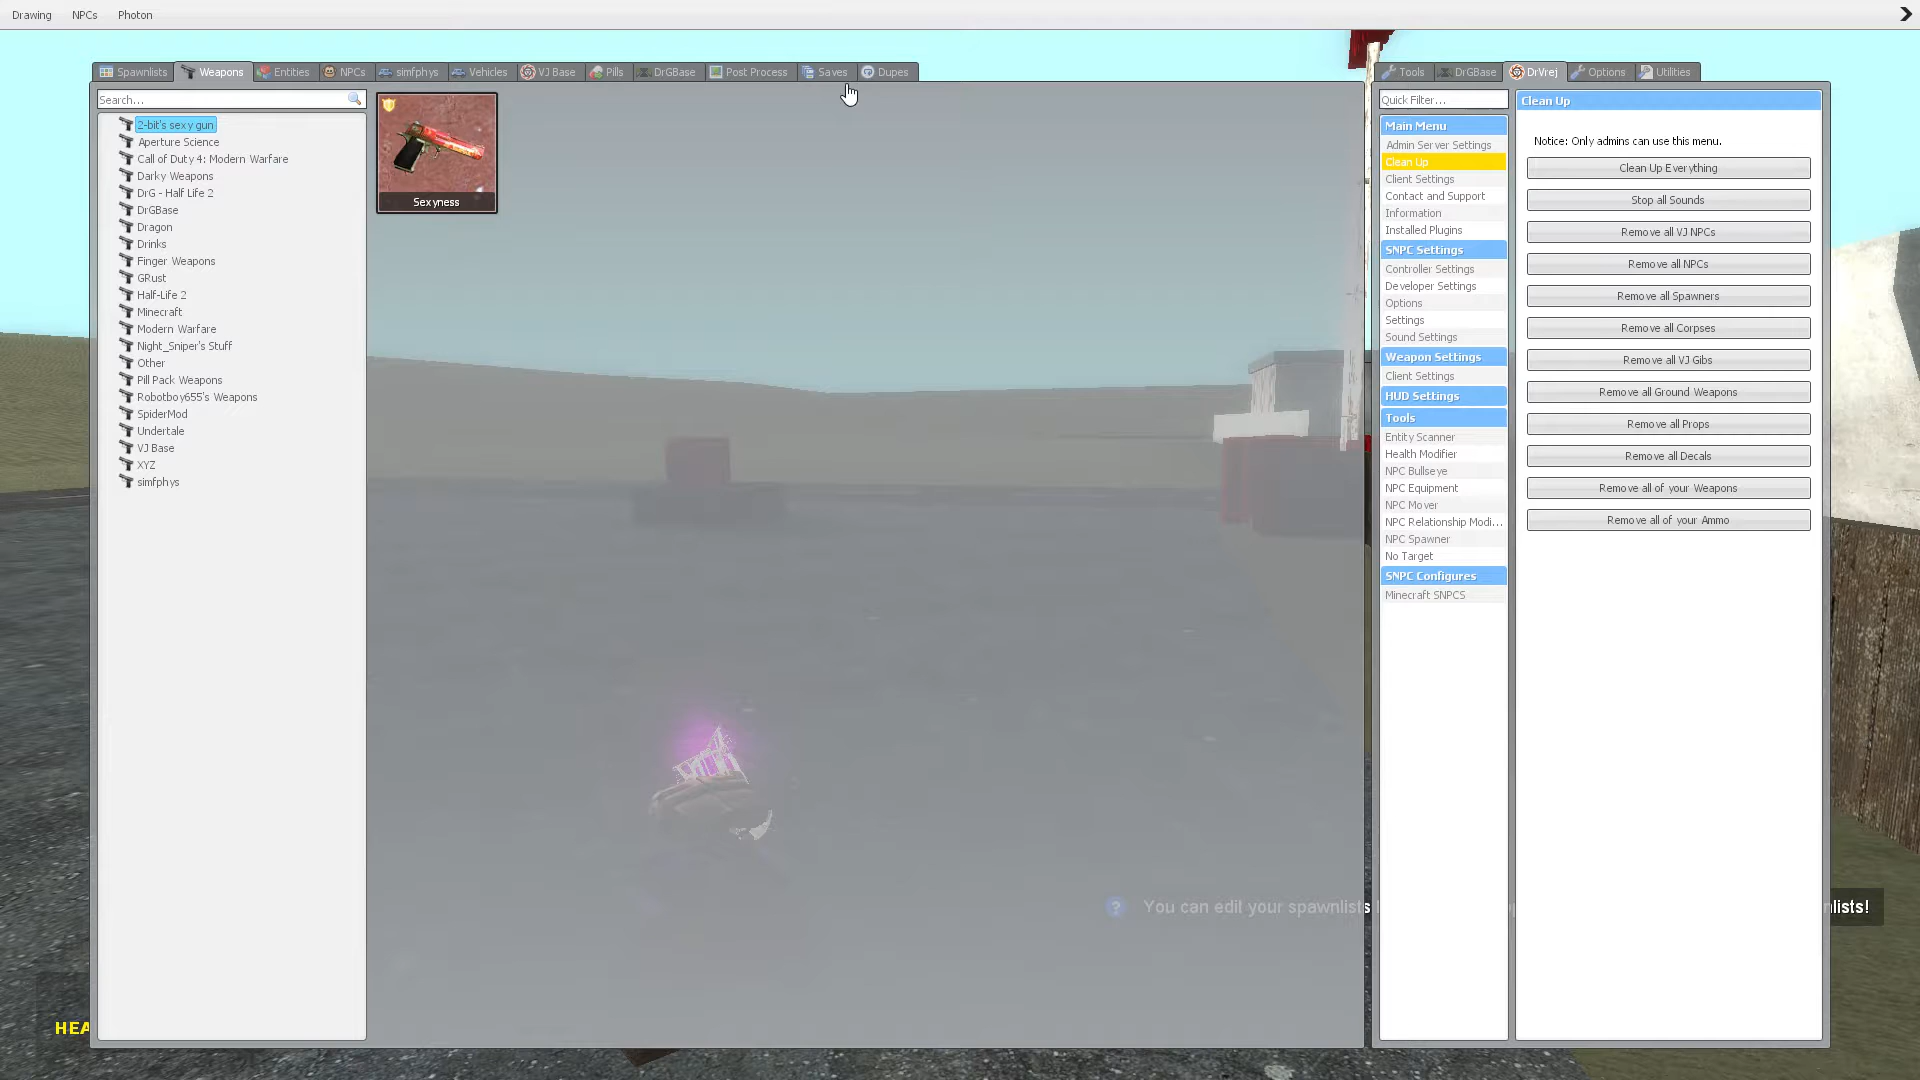 Drawing NPCs Photon
Spawnlists Weapons Entities NPCs simfphys Vehicles VJ Base Pills DrGBase Post Process Saves Dupes
Search...
2-bit's sexy gun
Aperture Science
Call of Duty 4: Modern Warfare
Darky Weapons
DrG - Half Life 2
DrGBase
Dragon
Drinks
Finger Weapons
GRust
Half-Life 2
Minecraft
Modern Warfare
Night_Sniper's Stuff
Other
Pill Pack Weapons
Robotboy655's Weapons
SpiderMod
Undertale
VJ Base
XYZ
simfphys
Sexyness
You can edit your spawnlists
nlists!
HEA
Tools DrGBase DrVrej Options Utilities
Quick Filter...
Main Menu
Admin Server Settings
Clean Up
Client Settings
Contact and Support
Information
Installed Plugins
SNPC Settings
Controller Settings
Developer Settings
Options
Settings
Sound Settings
Weapon Settings
Client Settings
HUD Settings
Tools
Entity Scanner
Health Modifier
NPC Bullseye
NPC Equipment
NPC Mover
NPC Relationship Modi...
NPC Spawner
No Target
SNPC Configures
Minecraft SNPCS
Clean Up
Notice: Only admins can use this menu.
Clean Up Everything
Stop all Sounds
Remove all VJ NPCs
Remove all NPCs
Remove all Spawners
Remove all Corpses
Remove all VJ Gibs
Remove all Ground Weapons
Remove all Props
Remove all Decals
Remove all of your Weapons
Remove all of your Ammo